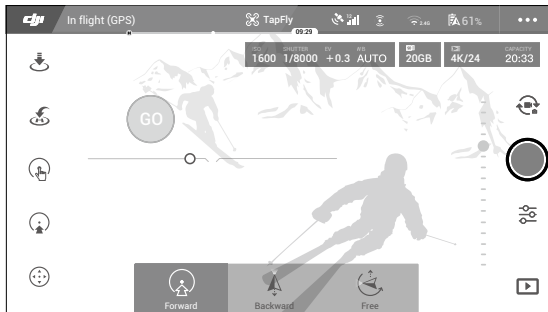 dji In flight (GPS) TapFly 61%
09:29
H
ISO SHUTTER EV WB CAPACITY
1600 1/8000 +0.3 AUTO 20GB 4K/24 20:33
GO
Forward Backward Free